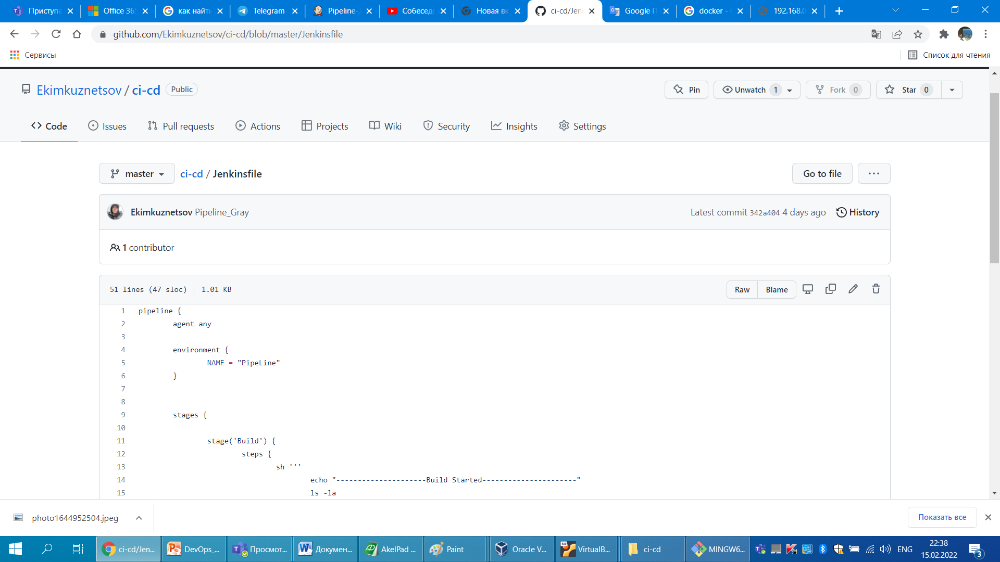 Приступа
Office 36
как найти
Telegram
Pipeline-
Собесед
Новая вк
ci-cd/Jen
Google П
docker -
192.168.0
github.com/Ekimkuznetsov/ci-cd/blob/master/Jenkinsfile
Сервисы
Список для чтения
Ekimkuznetsov / ci-cd Public
Pin
Unwatch 1
Fork 0
Star 0
Code
Issues
Pull requests
Actions
Projects
Wiki
Security
Insights
Settings
master
ci-cd / Jenkinsfile
Go to file
Ekimkuznetsov Pipeline_Gray
Latest commit 342a404 4 days ago
History
1 contributor
51 lines (47 sloc)
1.01 KB
Raw
Blame
1 pipeline {
2 agent any
3
4 environment {
5 NAME = "PipeLine"
6 }
7
8
9 stages {
10
11 stage('Build') {
12 steps {
13 sh '''
14 echo "---------------------Build Started----------------------"
15 ls -la
photo1644952504.jpeg
Показать все
ci-cd/Jen...
DevOps_...
Просмот...
Докумен...
AkelPad ...
Paint
Oracle V...
64
VirtualB...
ci-cd
MINGW6...
ENG
22:38
15.02.2022
3